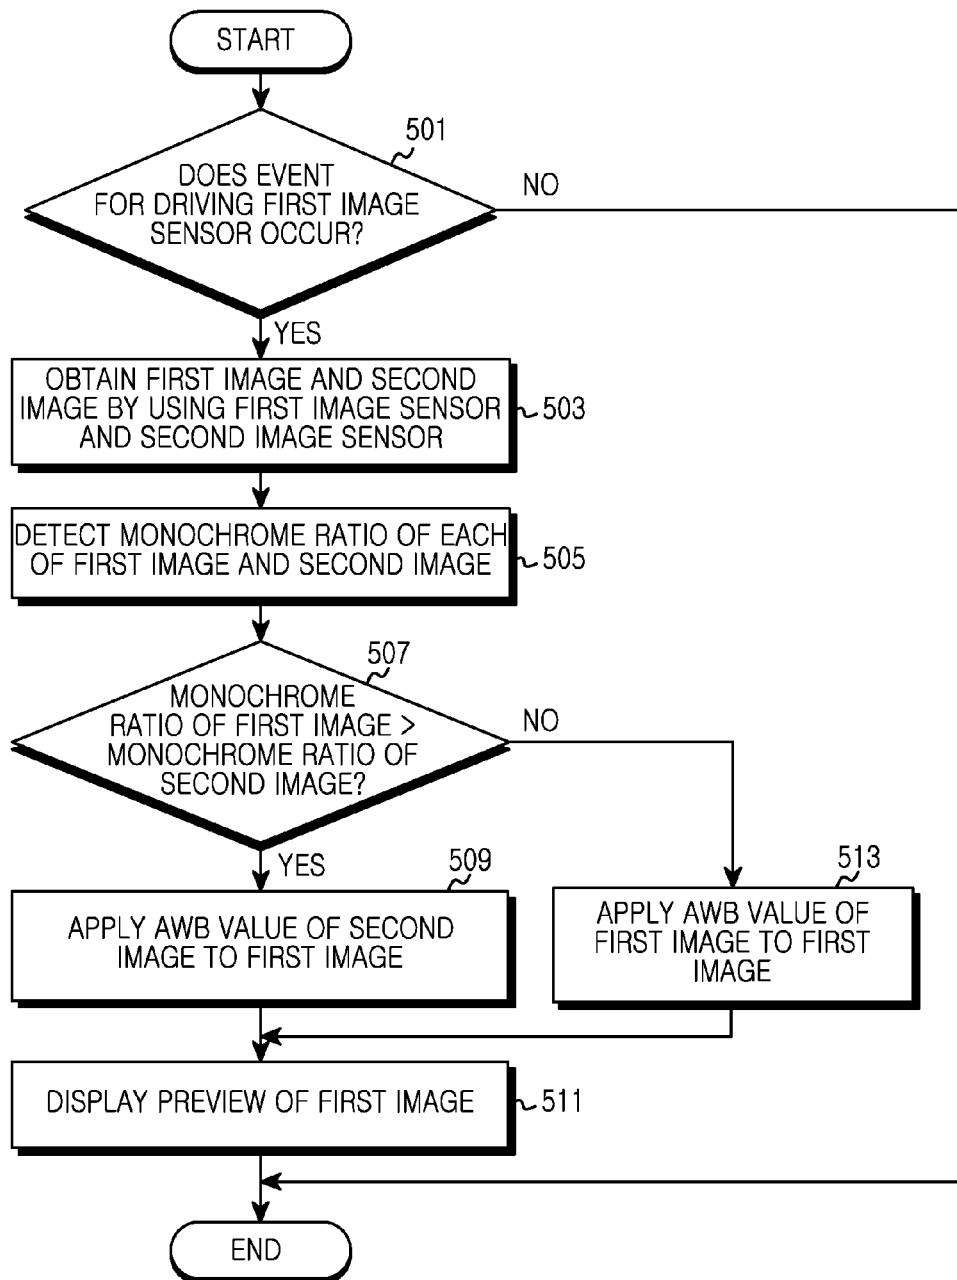 START
501
DOES EVENT
FOR DRIVING FIRST IMAGE
SENSOR OCCUR?
NO
YES
OBTAIN FIRST IMAGE AND SECOND
IMAGE BY USING FIRST IMAGE SENSOR
AND SECOND IMAGE SENSOR
503
DETECT MONOCHROME RATIO OF EACH
OF FIRST IMAGE AND SECOND IMAGE
505
507
MONOCHROME
RATIO OF FIRST IMAGE >
MONOCHROME RATIO OF
SECOND IMAGE?
NO
YES
509
APPLY AWB VALUE OF SECOND
IMAGE TO FIRST IMAGE
513
APPLY AWB VALUE OF
FIRST IMAGE TO FIRST
IMAGE
DISPLAY PREVIEW OF FIRST IMAGE
511
END